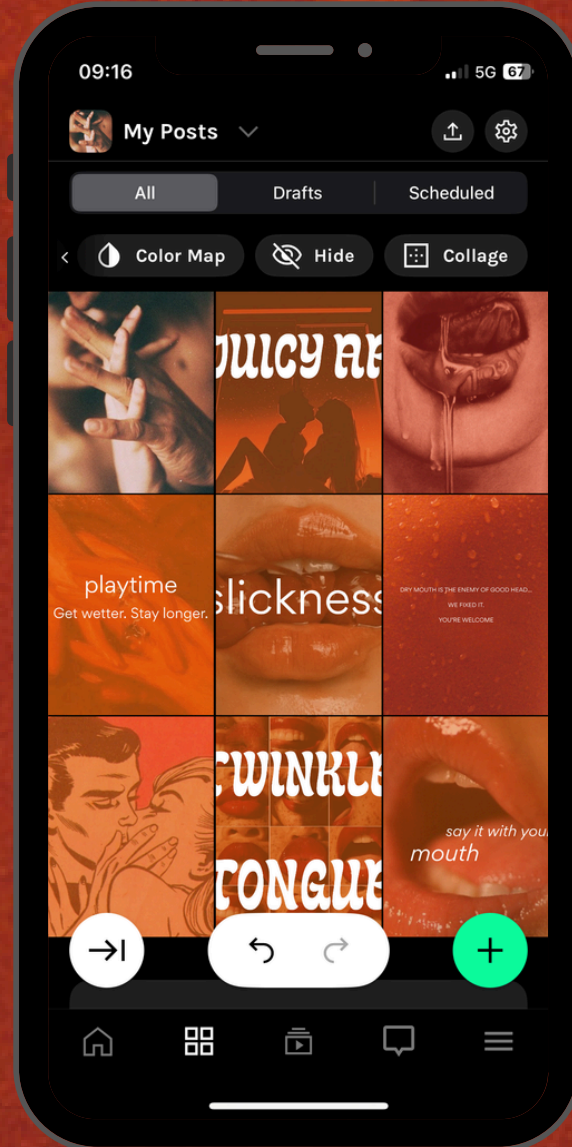 09:16
5G 67
My Posts
All
Drafts
Scheduled
Color Map
Hide
Collage
JUICY AF
playtime
Get wetter. Stay longer.
slickness
DRY MOUTH IS THE ENEMY OF GOOD HEAD...
WE FIXED IT.
YOU'RE WELCOME
TWINKLE
TONGUE
say it with your
mouth